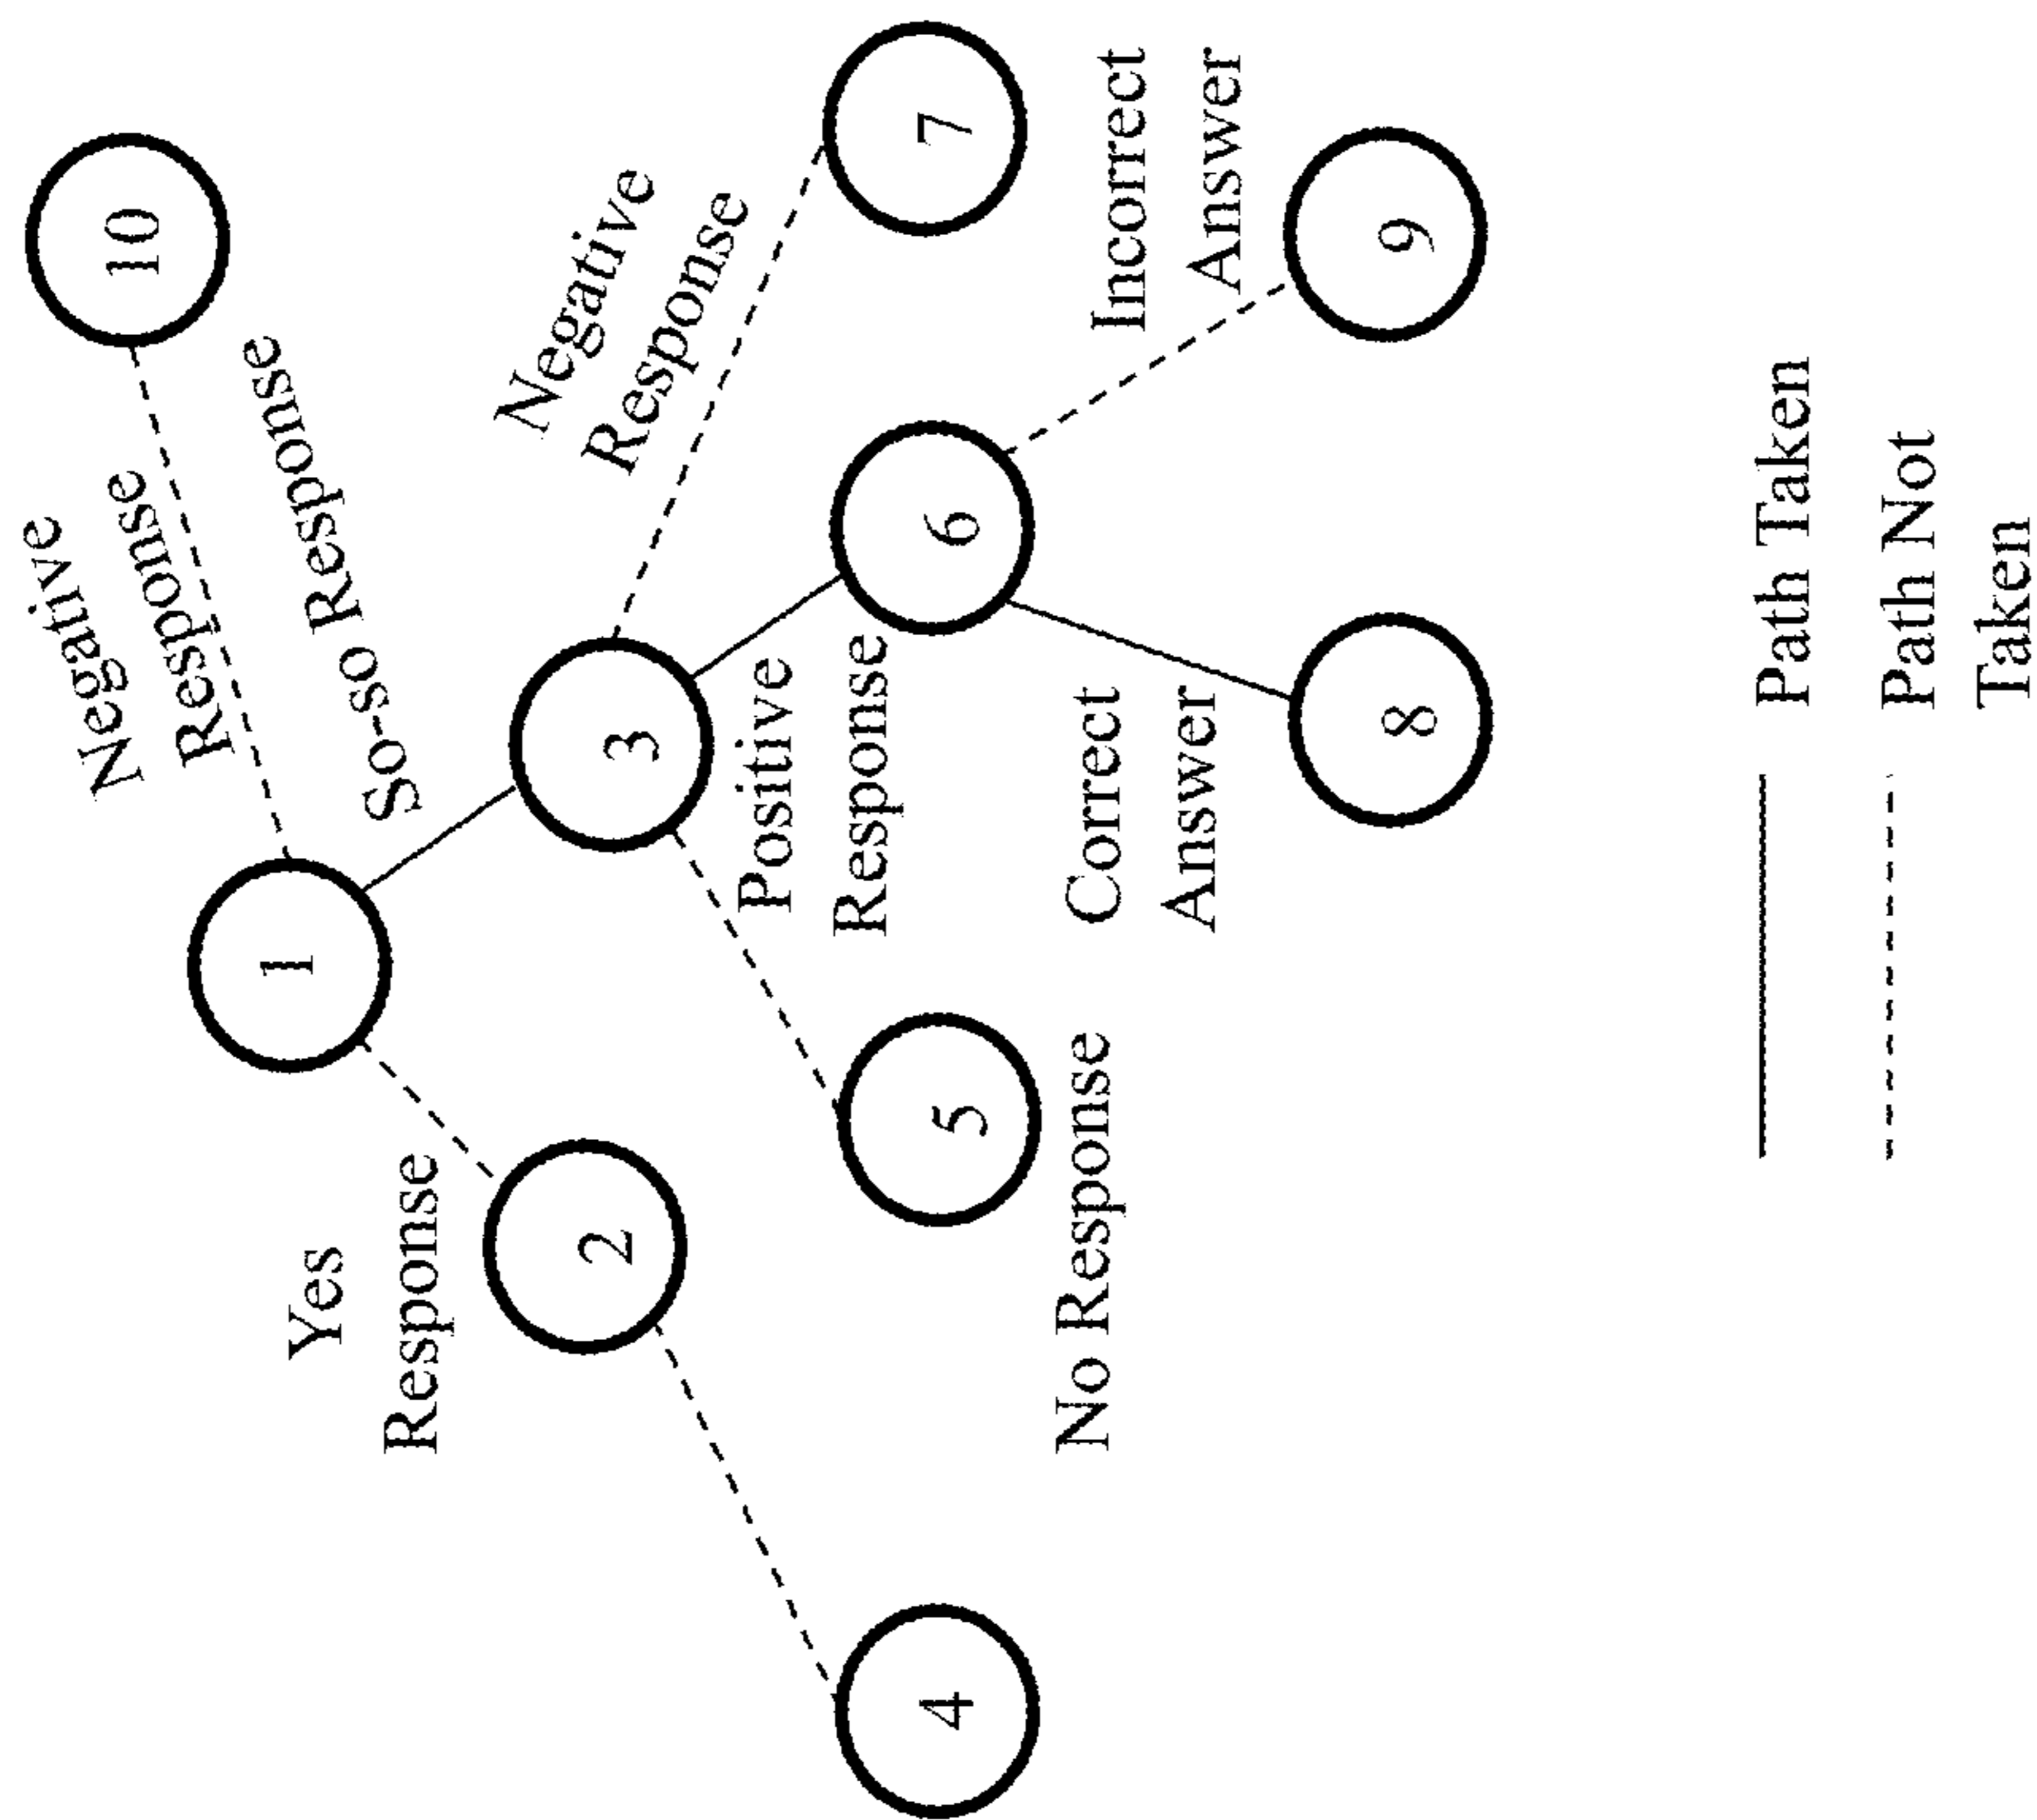 10
Negative
Response
So-so Response
1
Yes
Response
2
3
Negative
Response
7
Positive
Response
6
4
5
No Response
Correct
Answer
Incorrect
Answer
8
9
Path Taken
Path Not
Taken